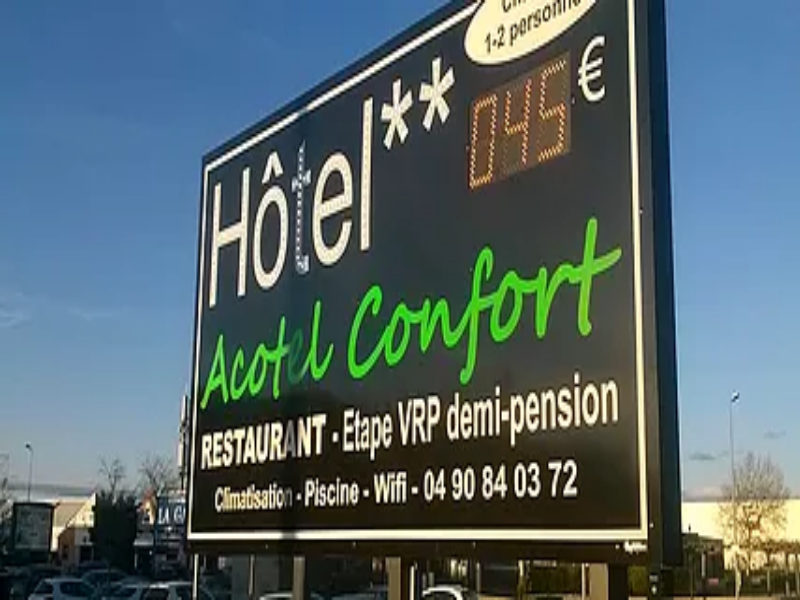 1-2 personne
045 €
Hôtel**
Acotel Confort
RESTAURANT - Etape VRP demi-pension
Climatisation - Piscine - Wifi - 04 90 84 03 72
LA